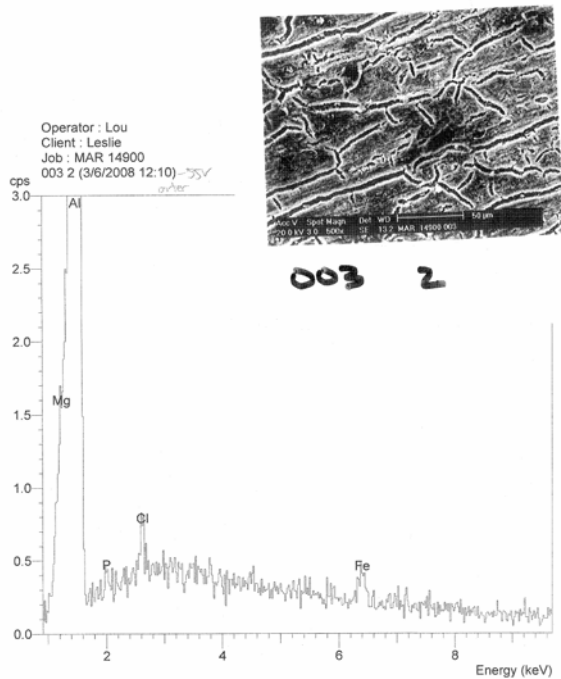 Operator : Lou
Client : Leslie
Job : MAR 14900
003 2 (3/6/2008 12:10) -55V
outer
cps
3.0
Al
2.5
2.0
Mg
1.5
1.0
Cl
0.5
P
Fe
0.0
2 4 6 8
Energy (keV)
Acc.V Spot Magn Det WD 50 µm
20.0 kV 3.0 500x SE 13.2 MAR 14900 003
003 2